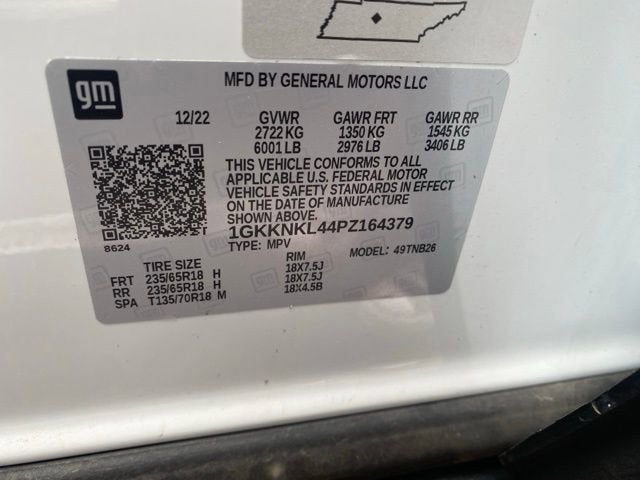 gm
MFD BY GENERAL MOTORS LLC
12/22 GVWR GAWR FRT GAWR RR
2722 KG 1350 KG 1545 KG
6001 LB 2976 LB 3406 LB
THIS VEHICLE CONFORMS TO ALL
APPLICABLE U.S. FEDERAL MOTOR
VEHICLE SAFETY STANDARDS IN EFFECT
ON THE DATE OF MANUFACTURE
SHOWN ABOVE.
1GKKNKL44PZ164379
8624
TYPE: MPV MODEL: 49TNB26
TIRE SIZE RIM
FRT 235/65R18 H 18X7.5J
RR 235/65R18 H 18X7.5J
SPA T135/70R18 M 18X4.5B